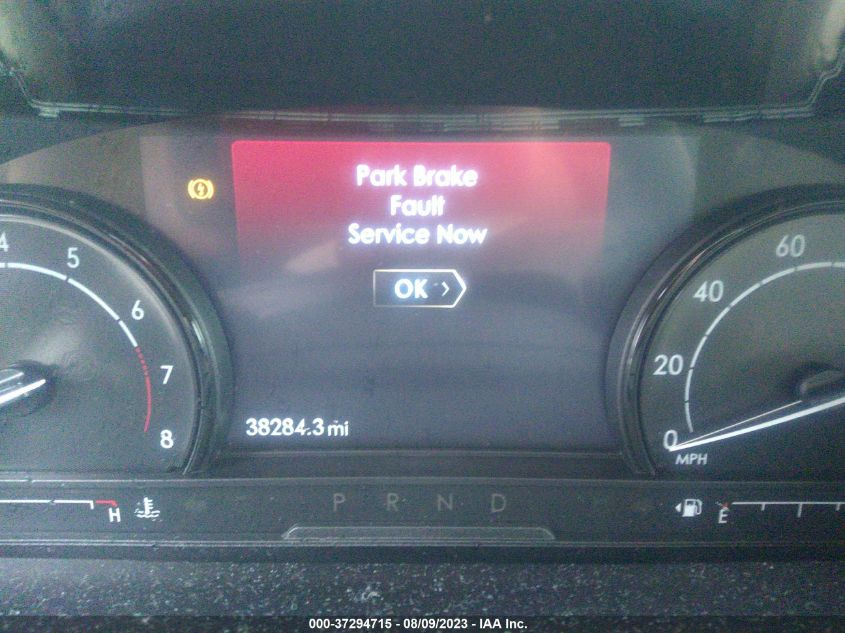 Park Brake
Fault
Service Now
OK
38284.3 mi
4 5 6 7 8
0 20 40 60
MPH
H
P R N D
E
000-37294715 - 08/09/2023 - IAA Inc.